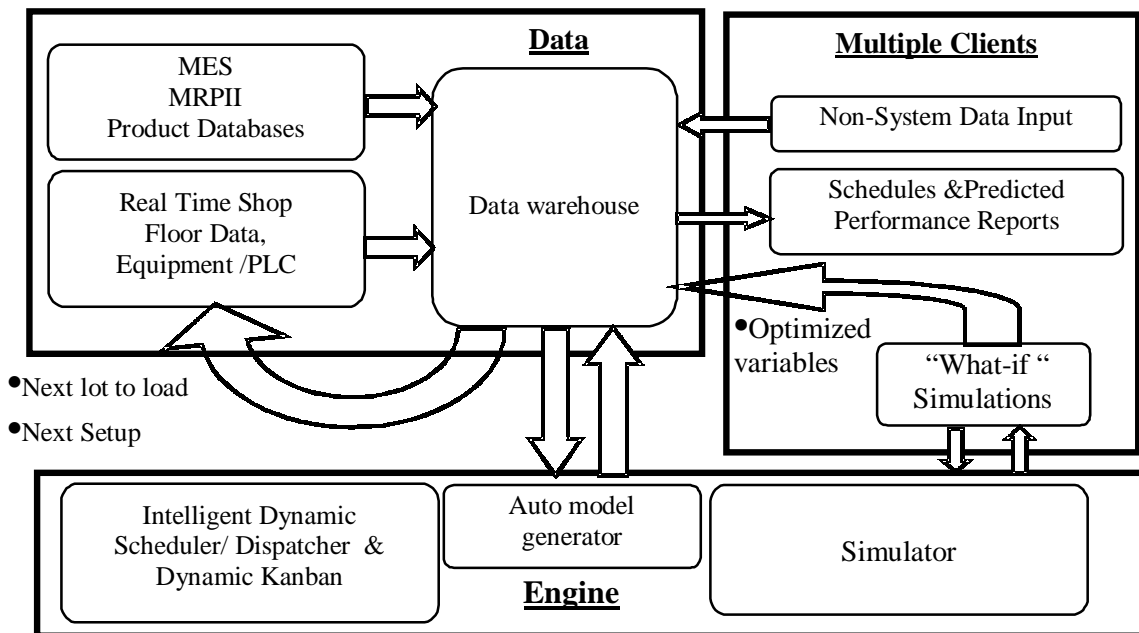 Data
MES
MRPII
Product Databases
Real Time Shop
Floor Data,
Equipment /PLC
Data warehouse
•Next lot to load
•Next Setup
Multiple Clients
Non-System Data Input
Schedules &Predicted
Performance Reports
•Optimized
variables
“What-if “
Simulations
Intelligent Dynamic
Scheduler/ Dispatcher &
Dynamic Kanban
Auto model
generator
Simulator
Engine